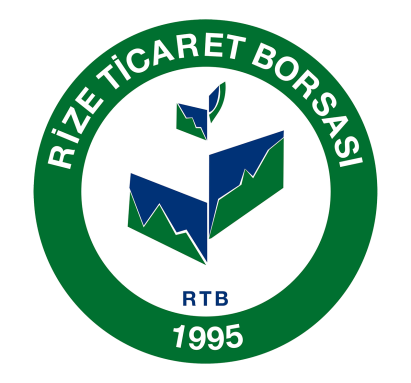 RİZE TİCARET BORSASI
RTB
1995